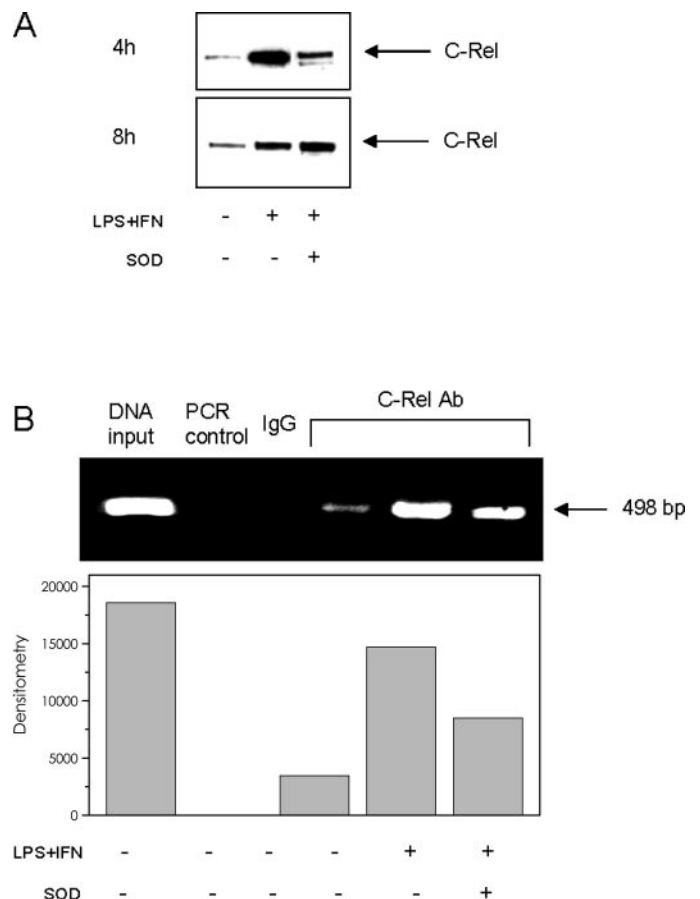 A
4h
C-Rel
8h
C-Rel
LPS+IFN - + +
SOD - - +
B
DNA input
PCR control
IgG
C-Rel Ab
498 bp
20000
15000
10000
5000
0
Densitometry
LPS+IFN - - - - + +
SOD - - - - - +